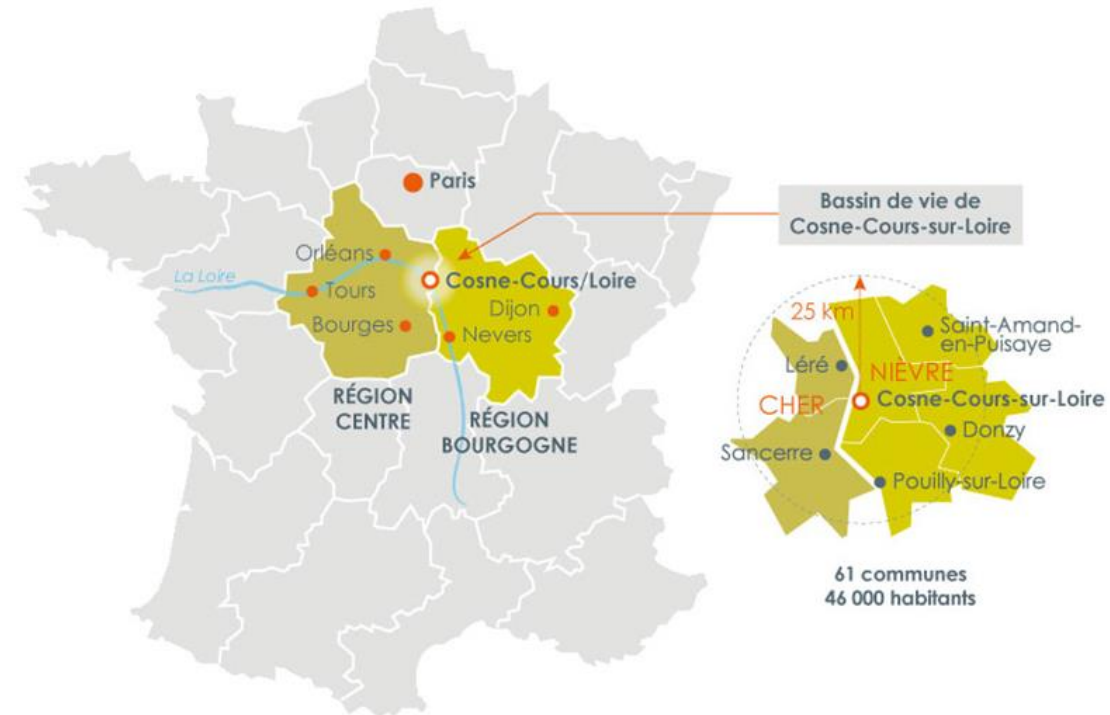 Paris
Bassin de vie de
Cosne-Cours-sur-Loire
Orléans
La Loire
Cosne-Cours/Loire
Tours
Dijon
Bourges
Nevers
RÉGION
CENTRE
RÉGION
BOURGOGNE
25 km
Saint-Amand-
en-Puisaye
Léré
NIÈVRE
CHER
Cosne-Cours-sur-Loire
Donzy
Sancerre
Pouilly-sur-Loire
61 communes
46 000 habitants